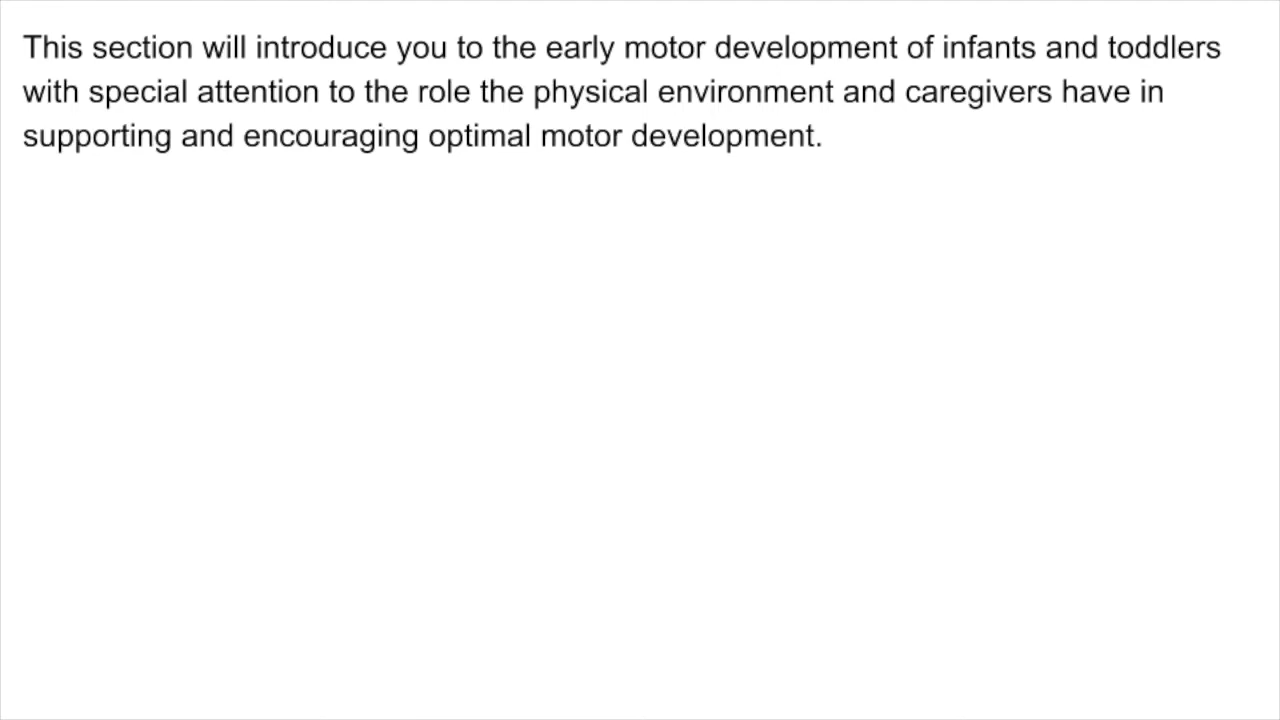 This section will introduce you to the early motor development of infants and toddlers
with special attention to the role the physical environment and caregivers have in
supporting and encouraging optimal motor development.